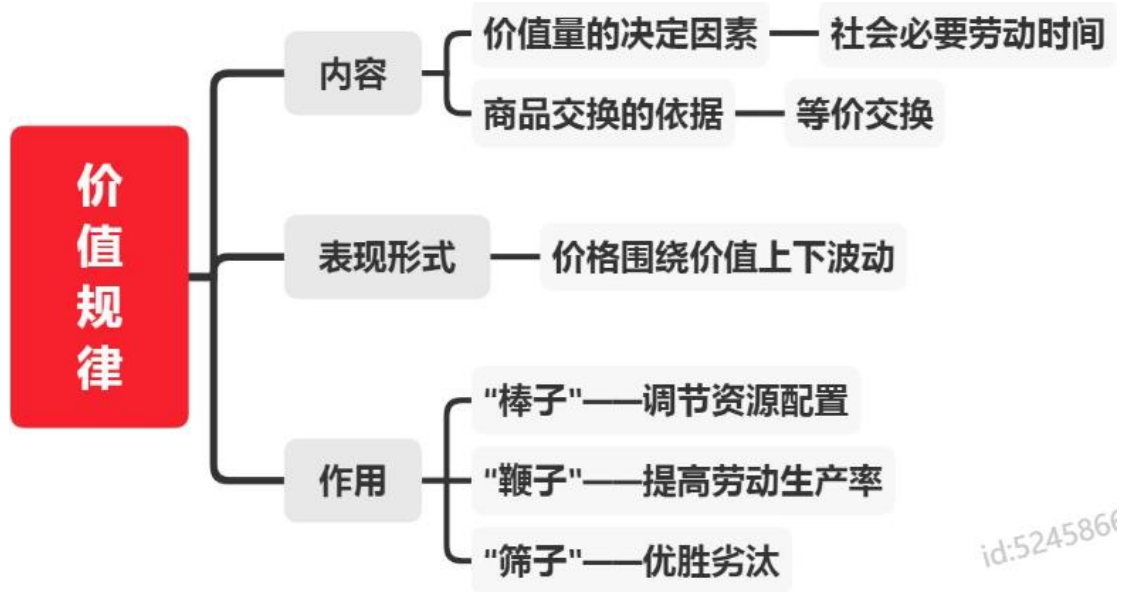 价值规律
内容
价值量的决定因素
社会必要劳动时间
商品交换的依据
等价交换
表现形式
价格围绕价值上下波动
作用
“棒子"——调节资源配置
“鞭子"——提高劳动生产率
“筛子"——优胜劣汰
id:5245866